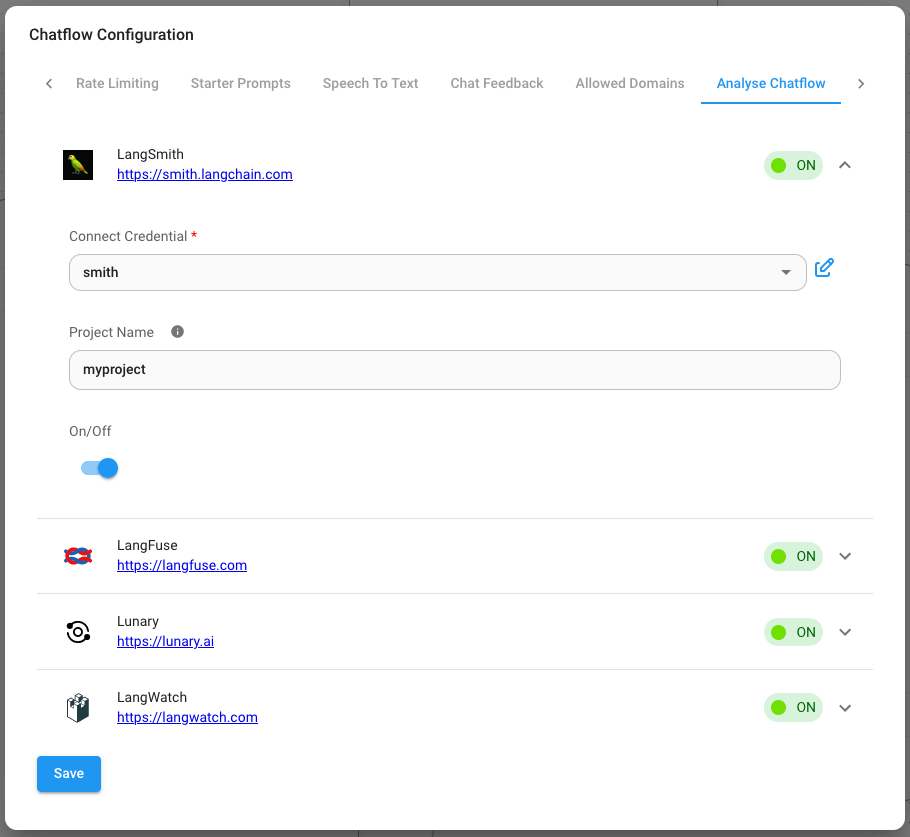 Chatflow Configuration
Rate Limiting Starter Prompts Speech To Text Chat Feedback Allowed Domains Analyse Chatflow
LangSmith
https://smith.langchain.com
ON
Connect Credential *
smith
Project Name
myproject
On/Off
LangFuse
https://langfuse.com
ON
Lunary
https://lunary.ai
ON
LangWatch
https://langwatch.com
ON
Save